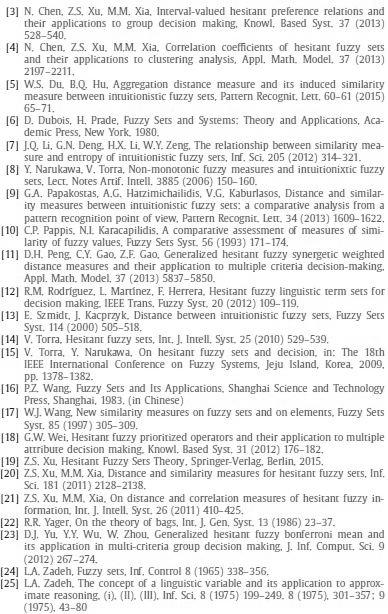 [3] N. Chen, Z.S. Xu, M.M. Xia, Interval-valued hesitant preference relations and
their applications to group decision making, Knowl. Based Syst. 37 (2013)
528–540.
[4] N. Chen, Z.S. Xu, M.M. Xia, Correlation coefficients of hesitant fuzzy sets
and their applications to clustering analysis, Appl. Math. Model. 37 (2013)
2197–2211.
[5] W.S. Du, B.Q. Hu, Aggregation distance measure and its induced similarity
measure between intuitionistic fuzzy sets, Pattern Recognit. Lett. 60–61 (2015)
65–71.
[6] D. Dubois, H. Prade, Fuzzy Sets and Systems: Theory and Applications, Aca-
demic Press, New York, 1980.
[7] J.Q. Li, G.N. Deng, H.X. Li, W.Y. Zeng, The relationship between similarity mea-
sure and entropy of intuitionistic fuzzy sets, Inf. Sci. 205 (2012) 314–321.
[8] Y. Narukawa, V. Torra, Non-monotonic fuzzy measures and intuitionixtic fuzzy
sets, Lect. Notes Artif. Intell. 3885 (2006) 150–160.
[9] G.A. Papakostas, A.G. Hatzimichailidis, V.G. Kaburlasos, Distance and similar-
ity measures between intuitionistic fuzzy sets: a comparative analysis from a
pattern recognition point of view, Pattern Recognit. Lett. 34 (2013) 1609–1622.
[10] C.P. Pappis, N.I. Karacapilidis, A comparative assessment of measures of simi-
larity of fuzzy values, Fuzzy Sets Syst. 56 (1993) 171–174.
[11] D.H. Peng, C.Y. Gao, Z.F. Gao, Generalized hesitant fuzzy synergetic weighted
distance measures and their application to multiple criteria decision-making,
Appl. Math. Model. 37 (2013) 5837–5850.
[12] R.M. Rodriguez, L. Martinez, F. Herrera, Hesitant fuzzy linguistic term sets for
decision making, IEEE Trans. Fuzzy Syst. 20 (2012) 109–119.
[13] E. Szmidt, J. Kacprzyk, Distance between intuitionistic fuzzy sets, Fuzzy Sets
Syst. 114 (2000) 505–518.
[14] V. Torra, Hesitant fuzzy sets, Int. J. Intell. Syst. 25 (2010) 529–539.
[15] V. Torra, Y. Narukawa, On hesitant fuzzy sets and decision, in: The 18th
IEEE International Conference on Fuzzy Systems, Jeju Island, Korea, 2009,
pp. 1378–1382.
[16] P.Z. Wang, Fuzzy Sets and Its Applications, Shanghai Science and Technology
Press, Shanghai, 1983. (in Chinese)
[17] W.J. Wang, New similarity measures on fuzzy sets and on elements, Fuzzy Sets
Syst. 85 (1997) 305–309.
[18] G.W. Wei, Hesitant fuzzy prioritized operators and their application to multiple
attribute decision making, Knowl. Based Syst. 31 (2012) 176–182.
[19] Z.S. Xu, Hesitant Fuzzy Sets Theory, Springer-Verlag, Berlin, 2015.
[20] Z.S. Xu, M.M. Xia, Distance and similarity measures for hesitant fuzzy sets, Inf.
Sci. 181 (2011) 2128–2138.
[21] Z.S. Xu, M.M. Xia, On distance and correlation measures of hesitant fuzzy in-
formation, Int. J. Intell. Syst. 26 (2011) 410–425.
[22] R.R. Yager, On the theory of bags, Int. J. Gen. Syst. 13 (1986) 23–37.
[23] D.J. Yu, Y.Y. Wu, W. Zhou, Generalized hesitant fuzzy bonferroni mean and
its application in multi-criteria group decision making, J. Inf. Comput. Sci. 9
(2012) 267–274.
[24] L.A. Zadeh, Fuzzy sets, Inf. Control 8 (1965) 338–356.
[25] L.A. Zadeh, The concept of a linguistic variable and its application to approx-
imate reasoning, (i), (II), (III), Inf. Sci. 8 (1975) 199–249. 8 (1975), 301–357; 9
(1975), 43–80